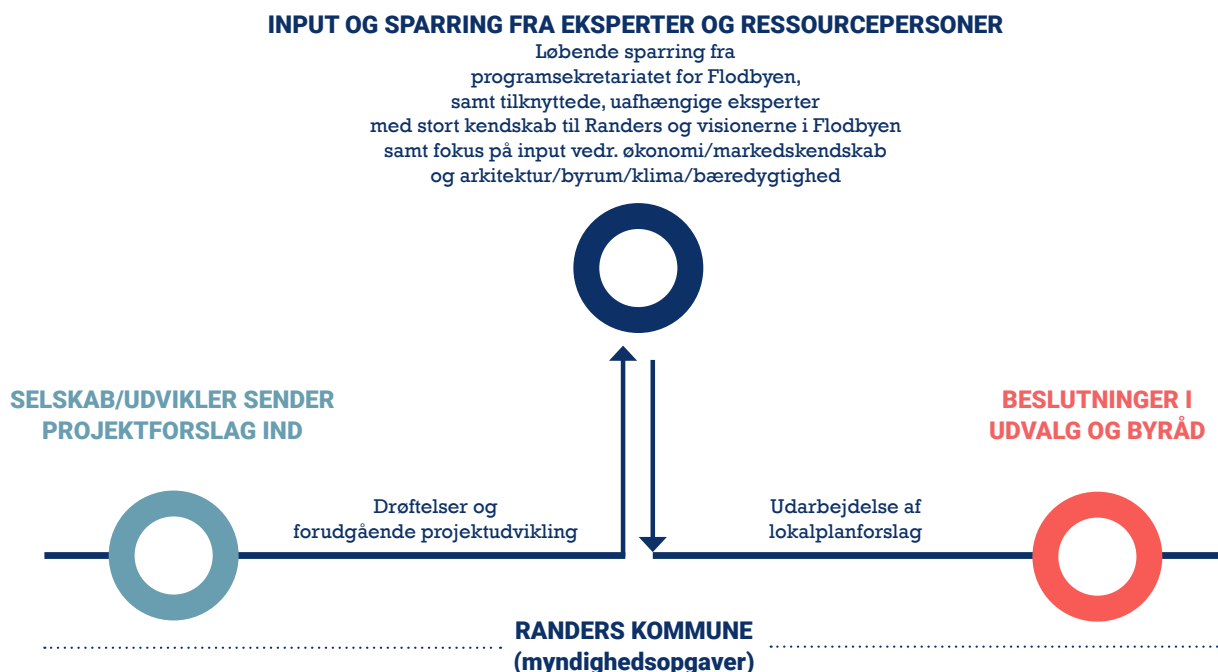 INPUT OG SPARRING FRA EKSPERTER OG RESSOURCEPERSONER
Løbende sparring fra
programsekretariatet for Flodbyen,
samt tilknyttede, uafhængige eksperter
med stort kendskab til Randers og visionerne i Flodbyen
samt fokus på input vedr. økonomi/markedskendskab
og arkitektur/byrum/klima/bæredygtighed
SELSKAB/UDVIKLER SENDER
PROJEKTFORSLAG IND
BESLUTNINGER I
UDVALG OG BYRÅD
Drøftelser og
forudgående projektudvikling
Udarbejdelse af
lokalplanforslag
RANDERS KOMMUNE
(myndighedsopgaver)